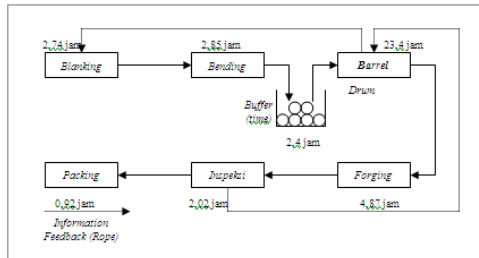 2,74 jam
2,85 jam
23,4 jam
Blanking
Bending
Barrel
Drum
Buffer
(time)
2,4 jam
Packing
Inspeksi
Forging
0,92 jam
2,02 jam
4,87 jam
Information
Feedback (Rope)